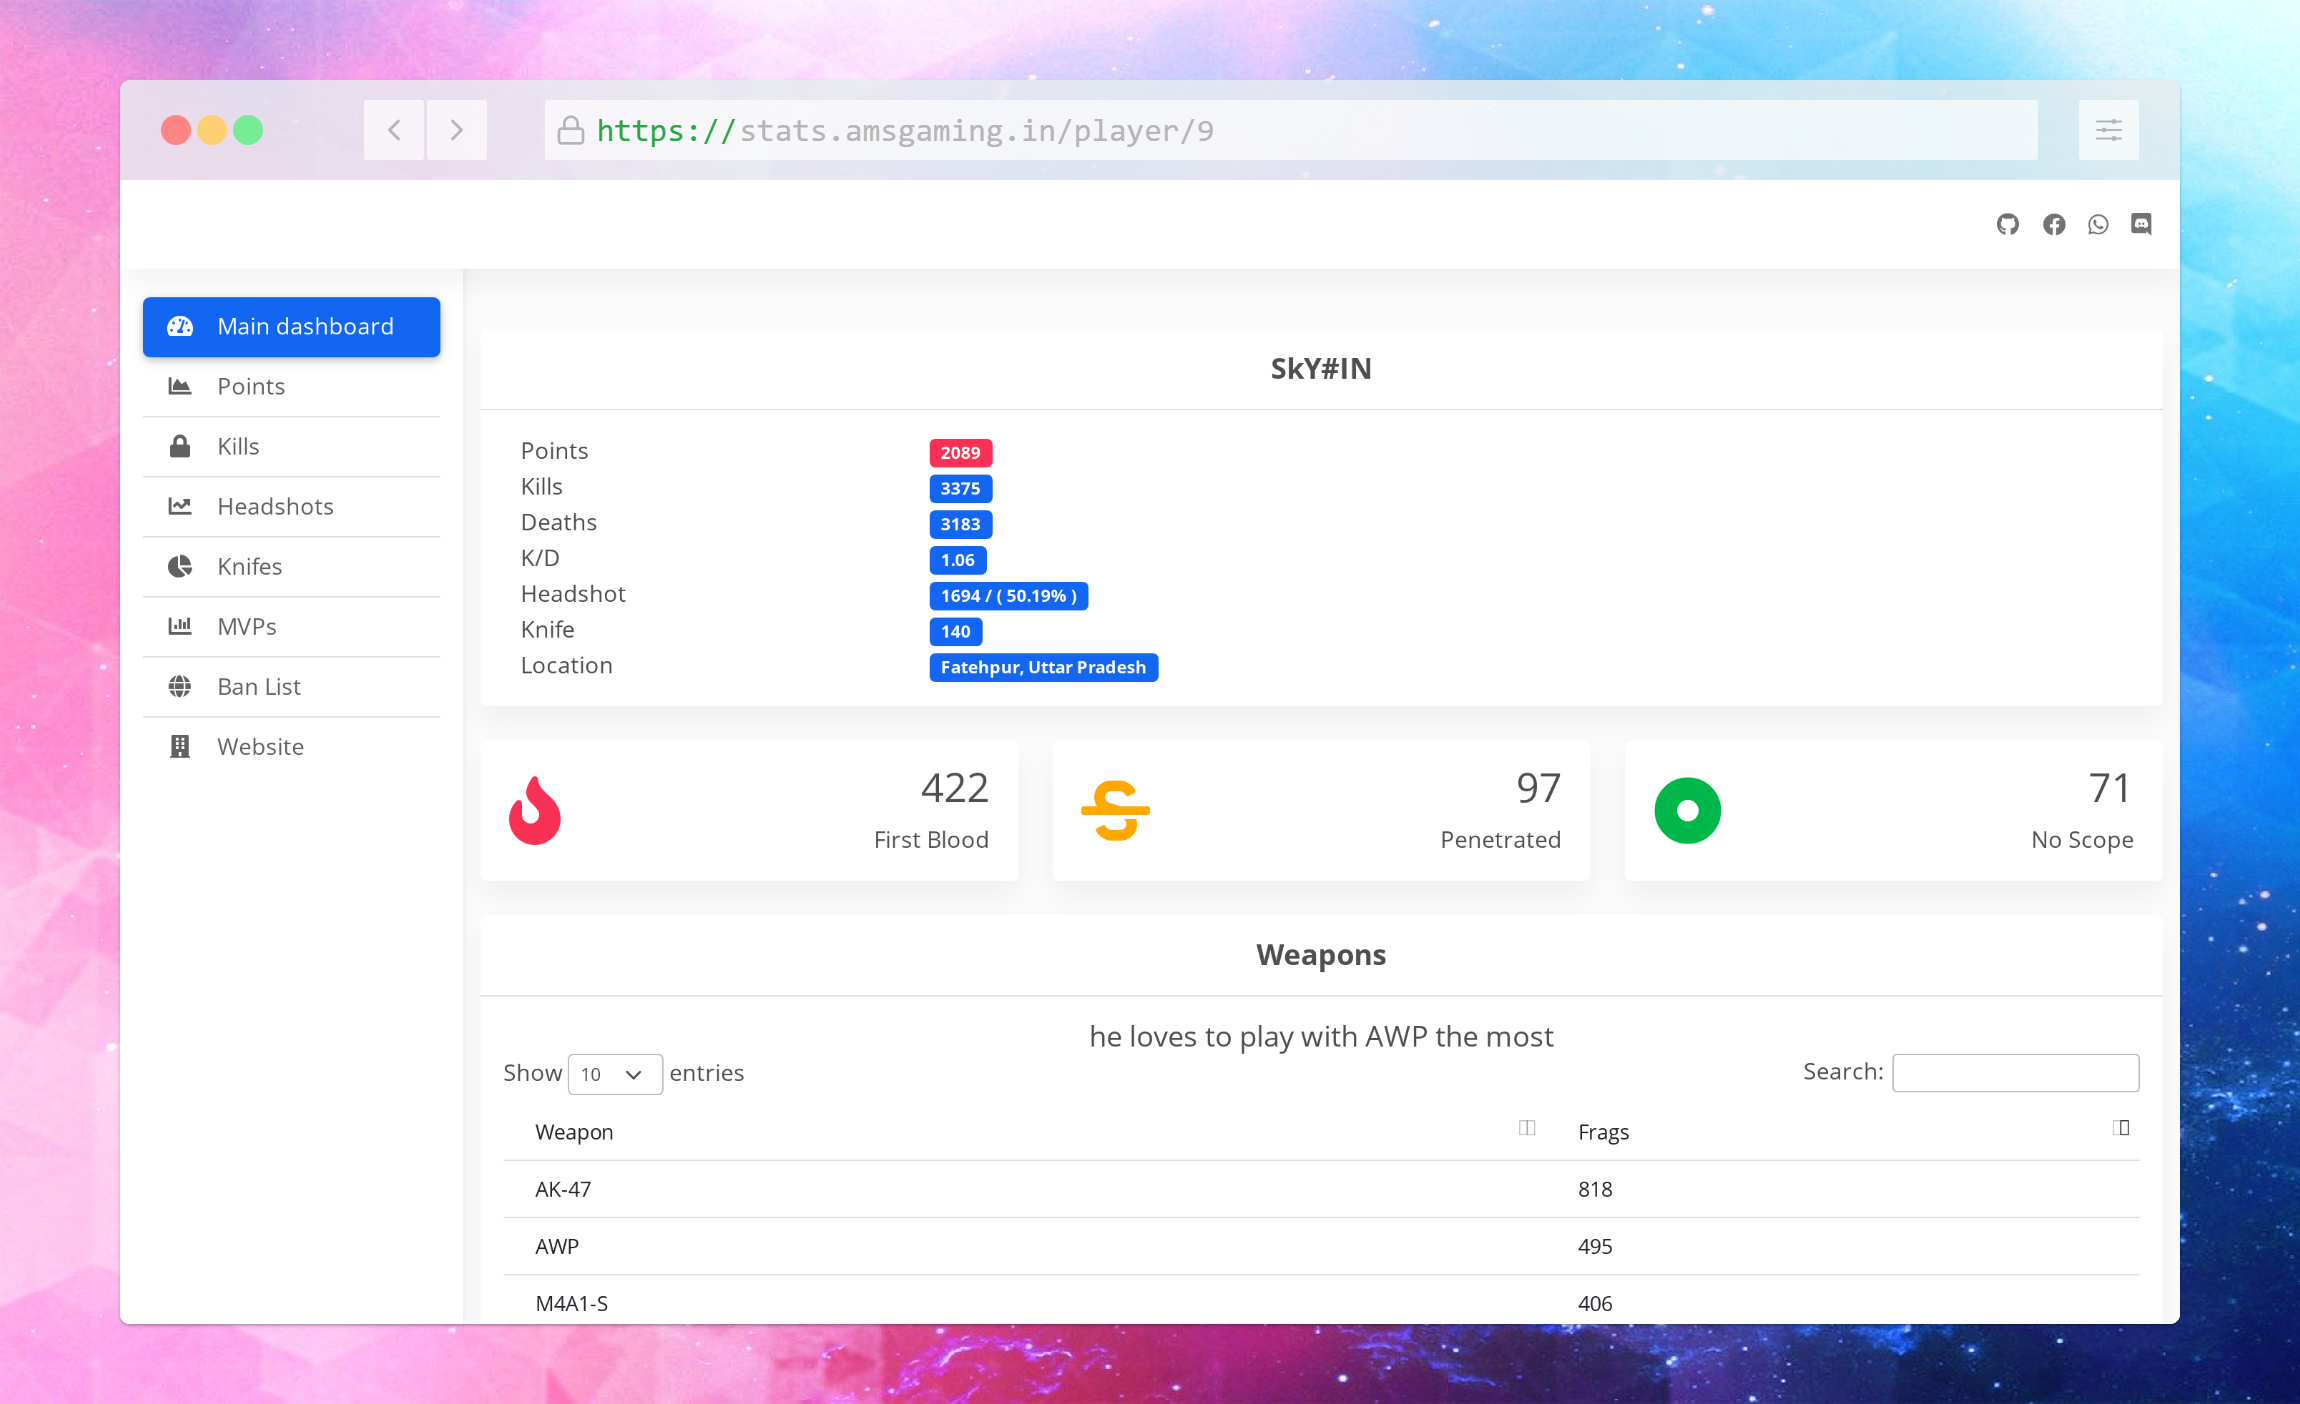 https://stats.amsgaming.in/player/9
Main dashboard
Points
Kills
Headshots
Knifes
MVPs
Ban List
Website
SkY#IN
Points 2089
Kills 3375
Deaths 3183
K/D 1.06
Headshot 1694 / ( 50.19% )
Knife 140
Location Fatehpur, Uttar Pradesh
422
First Blood
97
Penetrated
71
No Scope
Weapons
he loves to play with AWP the most
Show 10 entries
Search:
Weapon Frags
AK-47 818
AWP 495
M4A1-S 406